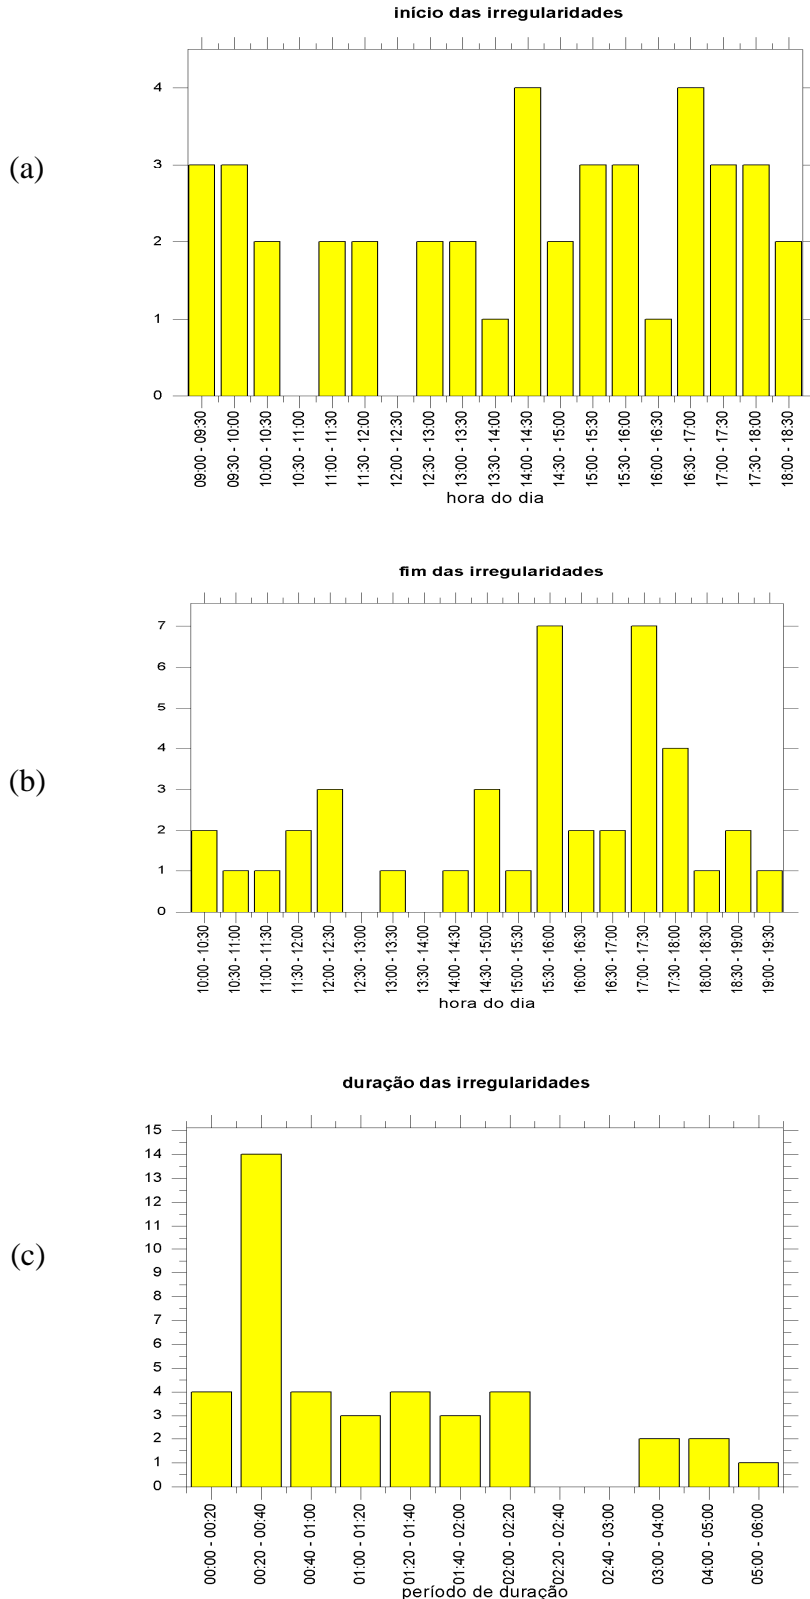 início das irregularidades
(a)
4
3
2
1
0
09:00 - 09:30
09:30 - 10:00
10:00 - 10:30
10:30 - 11:00
11:00 - 11:30
11:30 - 12:00
12:00 - 12:30
12:30 - 13:00
13:00 - 13:30
13:30 - 14:00
14:00 - 14:30
14:30 - 15:00
15:00 - 15:30
15:30 - 16:00
16:00 - 16:30
16:30 - 17:00
17:00 - 17:30
17:30 - 18:00
18:00 - 18:30
hora do dia
fim das irregularidades
(b)
7
6
5
4
3
2
1
0
10:00 - 10:30
10:30 - 11:00
11:00 - 11:30
11:30 - 12:00
12:00 - 12:30
12:30 - 13:00
13:00 - 13:30
13:30 - 14:00
14:00 - 14:30
14:30 - 15:00
15:00 - 15:30
15:30 - 16:00
16:00 - 16:30
16:30 - 17:00
17:00 - 17:30
17:30 - 18:00
18:00 - 18:30
18:30 - 19:00
19:00 - 19:30
hora do dia
duração das irregularidades
(c)
15
14
13
12
11
10
9
8
7
6
5
4
3
2
1
0
00:00 - 00:20
00:20 - 00:40
00:40 - 01:00
01:00 - 01:20
01:20 - 01:40
01:40 - 02:00
02:00 - 02:20
02:20 - 02:40
02:40 - 03:00
03:00 - 04:00
04:00 - 05:00
05:00 - 06:00
período de duração